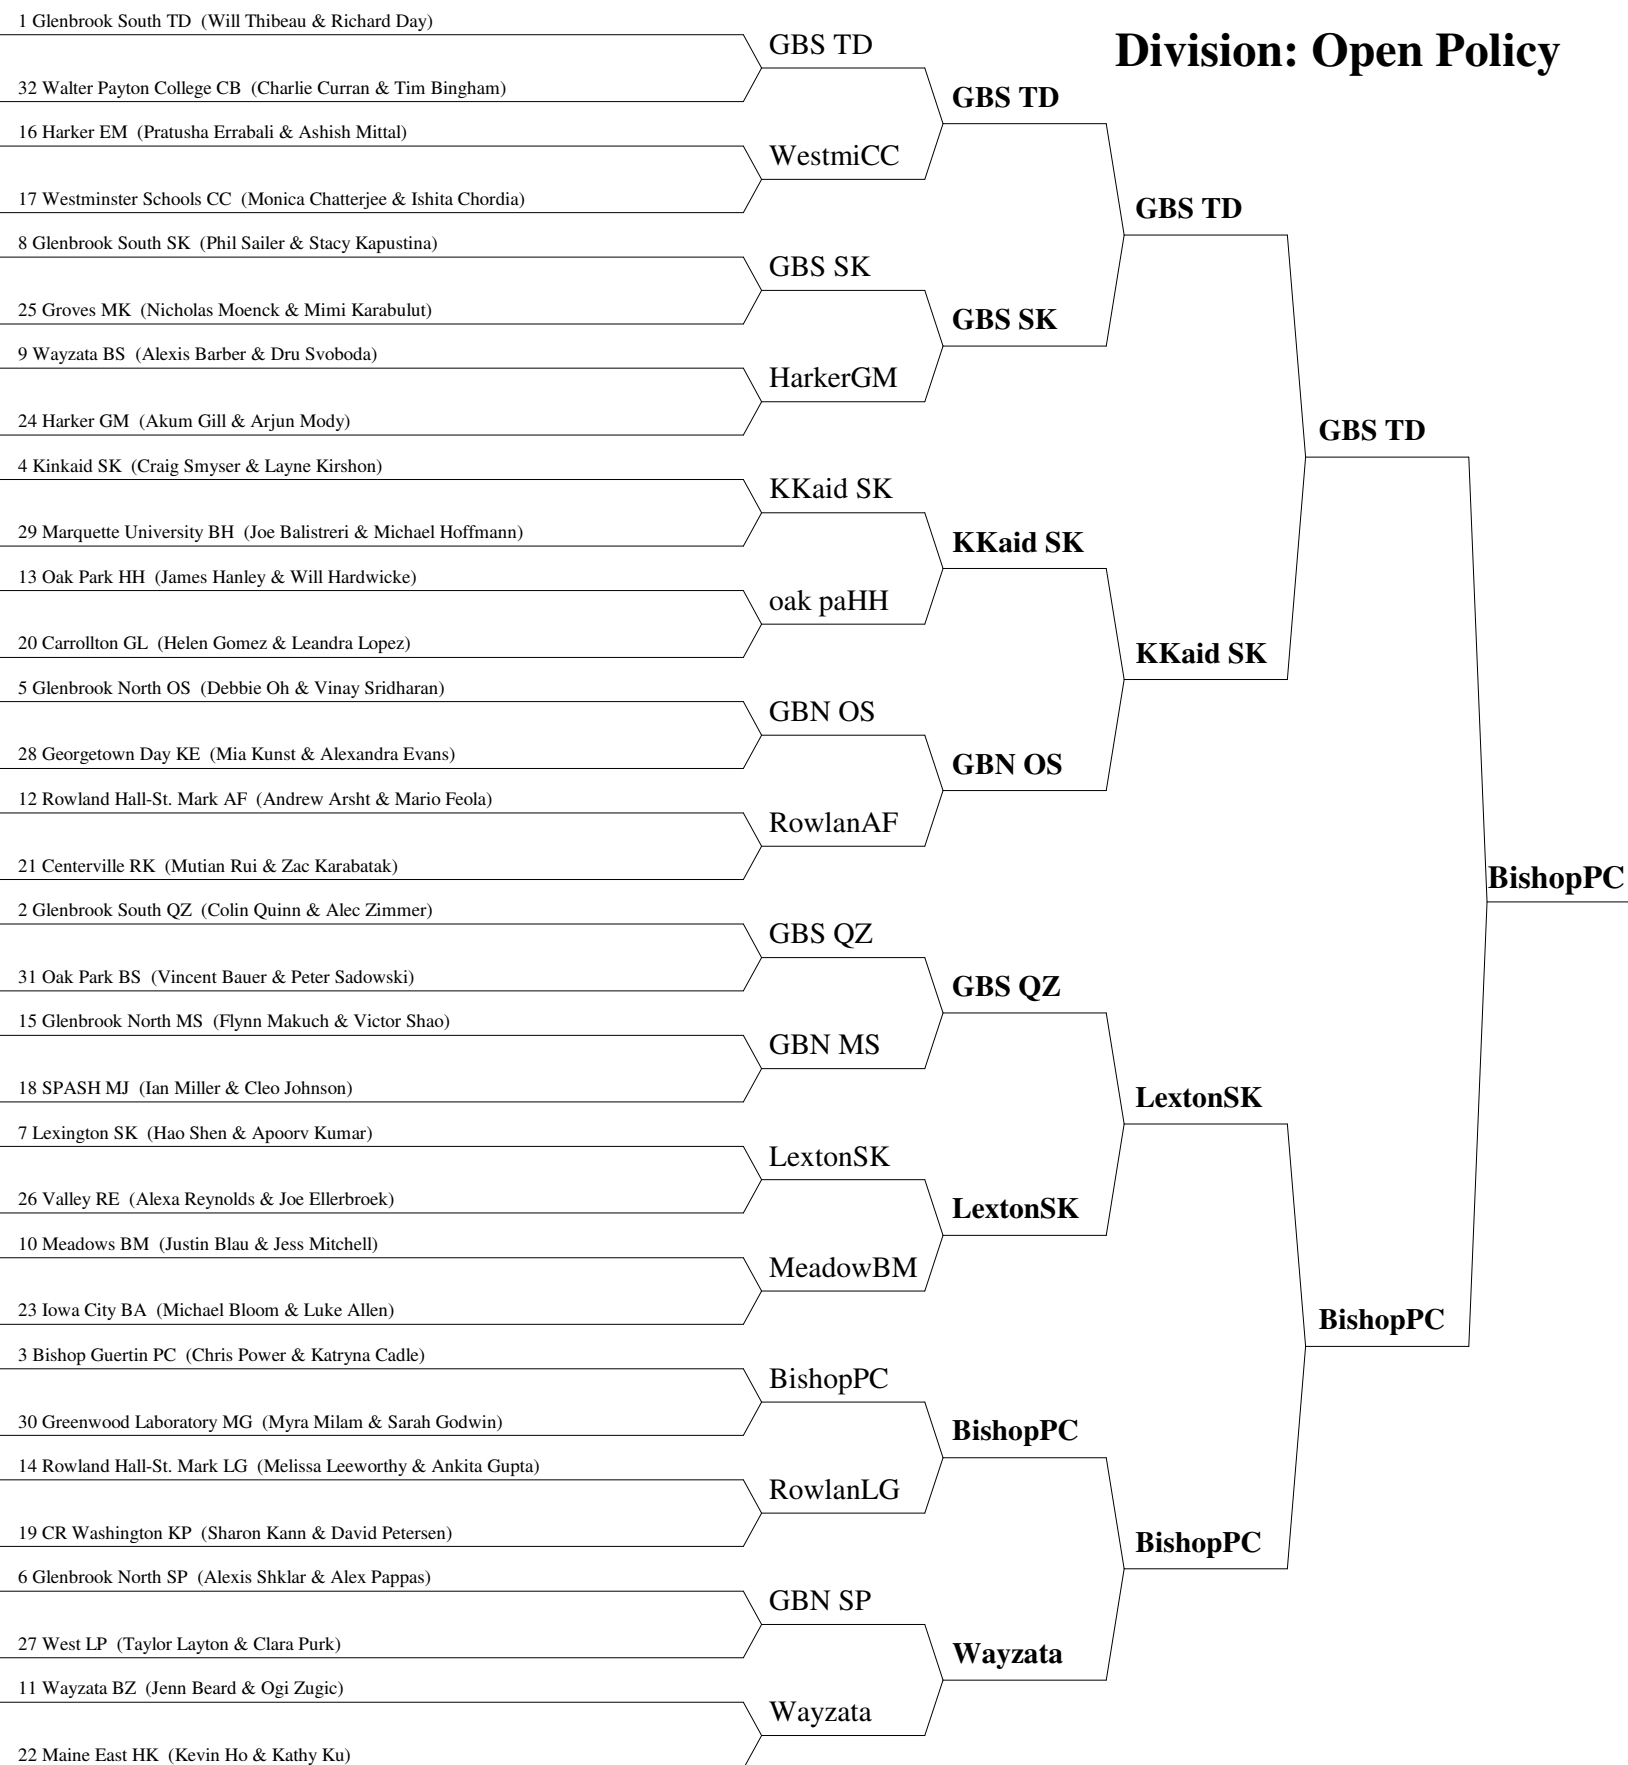 Division: Open Policy
1 Glenbrook South TD (Will Thibeau & Richard Day)
32 Walter Payton College CB (Charlie Curran & Tim Bingham)
16 Harker EM (Pratusha Errabali & Ashish Mittal)
17 Westminster Schools CC (Monica Chatterjee & Ishita Chordia)
8 Glenbrook South SK (Phil Sailer & Stacy Kapustina)
25 Groves MK (Nicholas Moenck & Mimi Karabulut)
9 Wayzata BS (Alexis Barber & Dru Svoboda)
24 Harker GM (Akum Gill & Arjun Mody)
4 Kinkaid SK (Craig Smyser & Layne Kirshon)
29 Marquette University BH (Joe Balistreri & Michael Hoffmann)
13 Oak Park HH (James Hanley & Will Hardwicke)
20 Carrollton GL (Helen Gomez & Leandra Lopez)
5 Glenbrook North OS (Debbie Oh & Vinay Sridharan)
28 Georgetown Day KE (Mia Kunst & Alexandra Evans)
12 Rowland Hall-St. Mark AF (Andrew Arsht & Mario Feola)
21 Centerville RK (Mutian Rui & Zac Karabatak)
2 Glenbrook South QZ (Colin Quinn & Alec Zimmer)
31 Oak Park BS (Vincent Bauer & Peter Sadowski)
15 Glenbrook North MS (Flynn Makuch & Victor Shao)
18 SPASH MJ (Ian Miller & Cleo Johnson)
7 Lexington SK (Hao Shen & Apoorv Kumar)
26 Valley RE (Alexa Reynolds & Joe Ellerbroek)
10 Meadows BM (Justin Blau & Jess Mitchell)
23 Iowa City BA (Michael Bloom & Luke Allen)
3 Bishop Guertin PC (Chris Power & Katryna Cadle)
30 Greenwood Laboratory MG (Myra Milam & Sarah Godwin)
14 Rowland Hall-St. Mark LG (Melissa Leeworthy & Ankita Gupta)
19 CR Washington KP (Sharon Kann & David Petersen)
6 Glenbrook North SP (Alexis Shklar & Alex Pappas)
27 West LP (Taylor Layton & Clara Purk)
11 Wayzata BZ (Jenn Beard & Ogi Zugic)
22 Maine East HK (Kevin Ho & Kathy Ku)
GBS TD
WestmiCC
GBS SK
HarkerGM
KKaid SK
oak paHH
GBN OS
RowlanAF
GBS QZ
GBN MS
LextonSK
MeadowBM
BishopPC
RowlanLG
GBN SP
Wayzata
GBS TD
GBS SK
KKaid SK
GBN OS
GBS QZ
LextonSK
BishopPC
Wayzata
GBS TD
KKaid SK
LextonSK
BishopPC
GBS TD
BishopPC
BishopPC